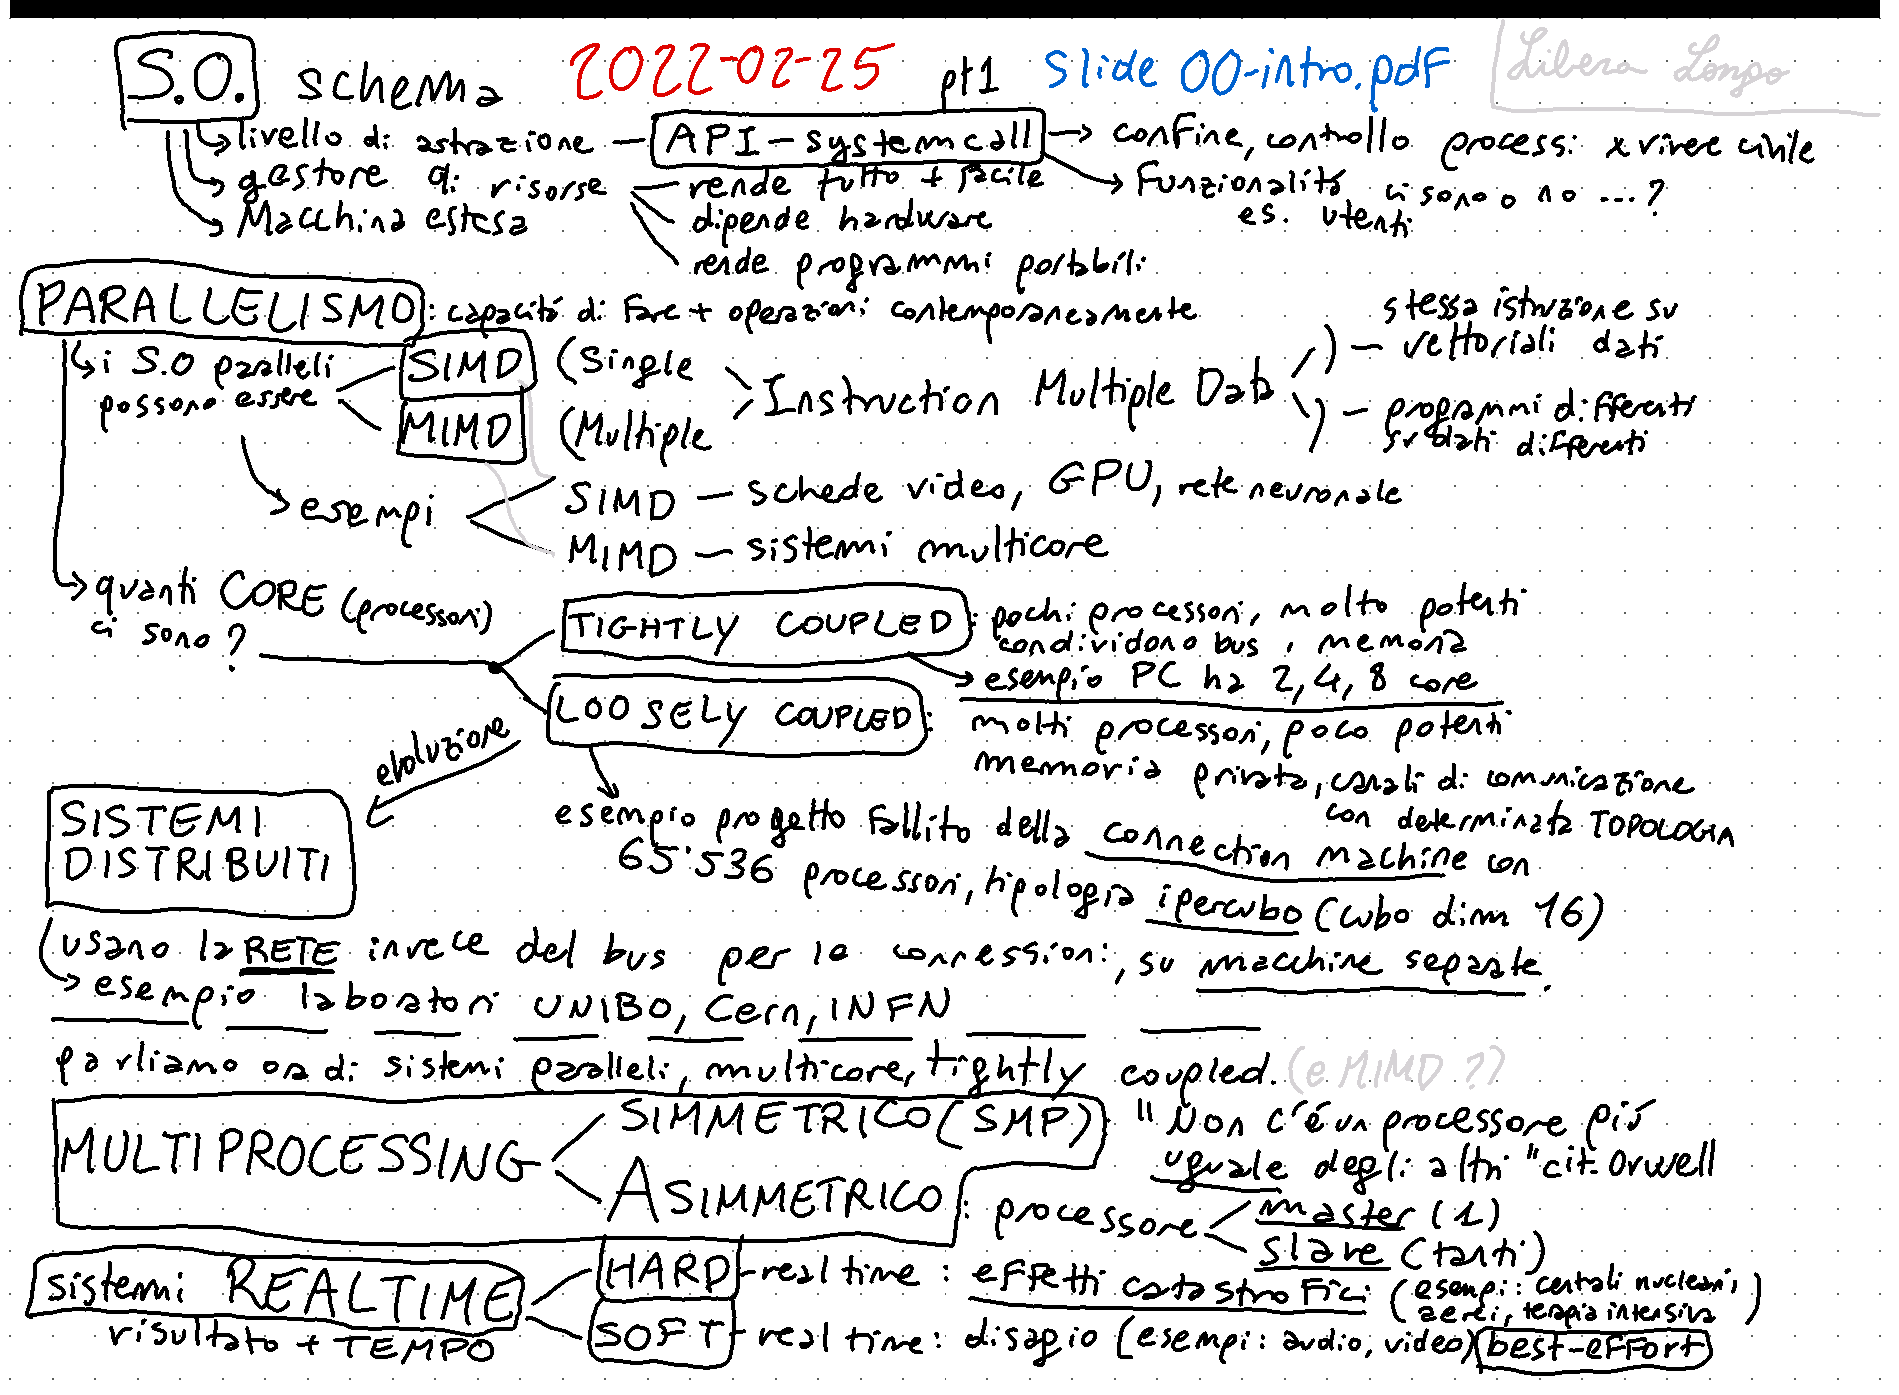 S.O. schema 2022-02-25 pt1 slide 00-intro.pdf Libera Longo
livello di astrazione — API - system call → confine, controllo processi x vivere civile
gestore di risorse — rende tutto + facile → Funzionalità ci sono o no ...?
Macchina estesa dipende hardware es. utenti
rende programmi portabili
PARALLELISMO: capacità di fare + operazioni contemporaneamente
i S.O paralleli possono essere
SIMD (Single
MIMD (Multiple
Instruction Multiple Data
) — stessa istruzione su vettoriali dati
) — programmi differenti su dati differenti
esempi
SIMD — schede video, GPU, rete neuronale
MIMD — sistemi multicore
quanti CORE (processori)
ci sono?
TIGHTLY COUPLED: pochi processori, molto potenti
condividono bus, memoria
esempio PC ha 2, 4, 8 core
LOOSELY COUPLED: molti processori, poco potenti
memoria privata, canali di comunicazione
con determinata TOPOLOGIA
evoluzione
esempio progetto fallito della connection machine con
65'536 processori, tipologia ipercubo (cubo dim 16)
SISTEMI
DISTRIBUITI
usano la RETE invece del bus per le connessioni, su macchine separate.
esempio laboratori UNIBO, Cern, INFN
parliamo ora di sistemi paralleli, multicore, tightly coupled. (e MIMD ??)
MULTIPROCESSING
SIMMETRICO (SMP): "Non c'é un processore più
uguale degli altri" cit. Orwell
ASIMMETRICO: processore
master (1)
slave (tanti)
sistemi REALTIME
risultato + TEMPO
HARD - real time: effetti catastrofici (esempi: centrali nucleari,
aerei, terapia intensiva)
SOFT - real time: disagio (esempi: audio, video) best-effort